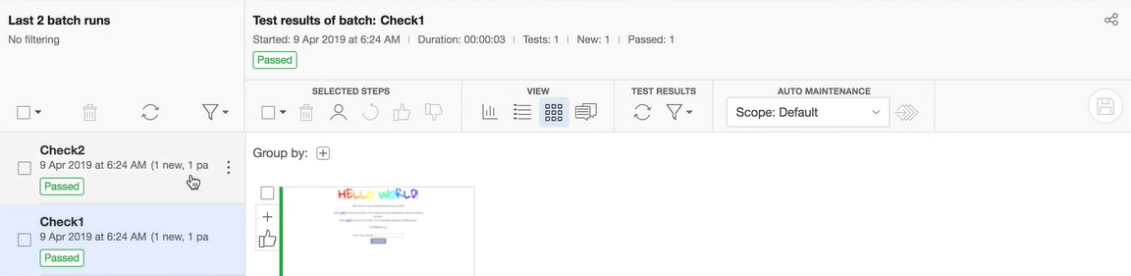 Last 2 batch runs
No filtering
Test results of batch: Check1
Started: 9 Apr 2019 at 6:24 AM | Duration: 00:00:03 | Tests: 1 | New: 1 | Passed: 1
Passed
SELECTED STEPS
VIEW
TEST RESULTS
AUTO MAINTENANCE
Scope: Default
Check2
9 Apr 2019 at 6:24 AM (1 new, 1 pa
Passed
Check1
9 Apr 2019 at 6:24 AM (1 new, 1 pa
Passed
Group by:
HELLO WORLD!